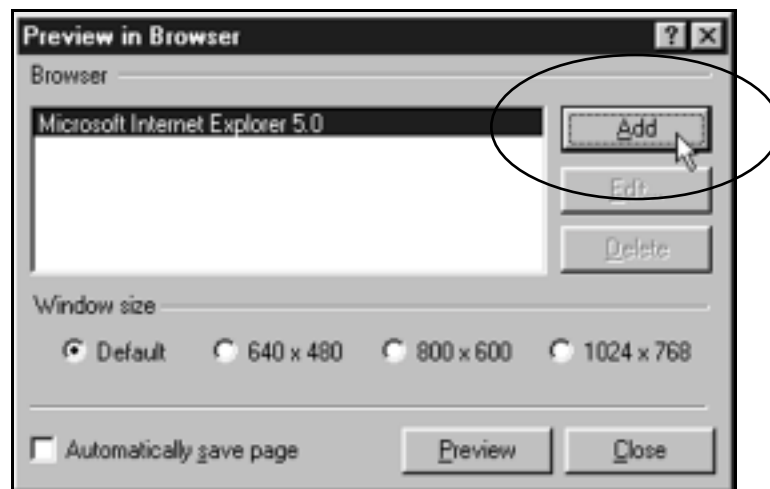 Preview in Browser
Browser
Microsoft Internet Explorer 5.0
Add
Edit...
Delete
Window size
Default 640 x 480 800 x 600 1024 x 768
Automatically save page Preview Close